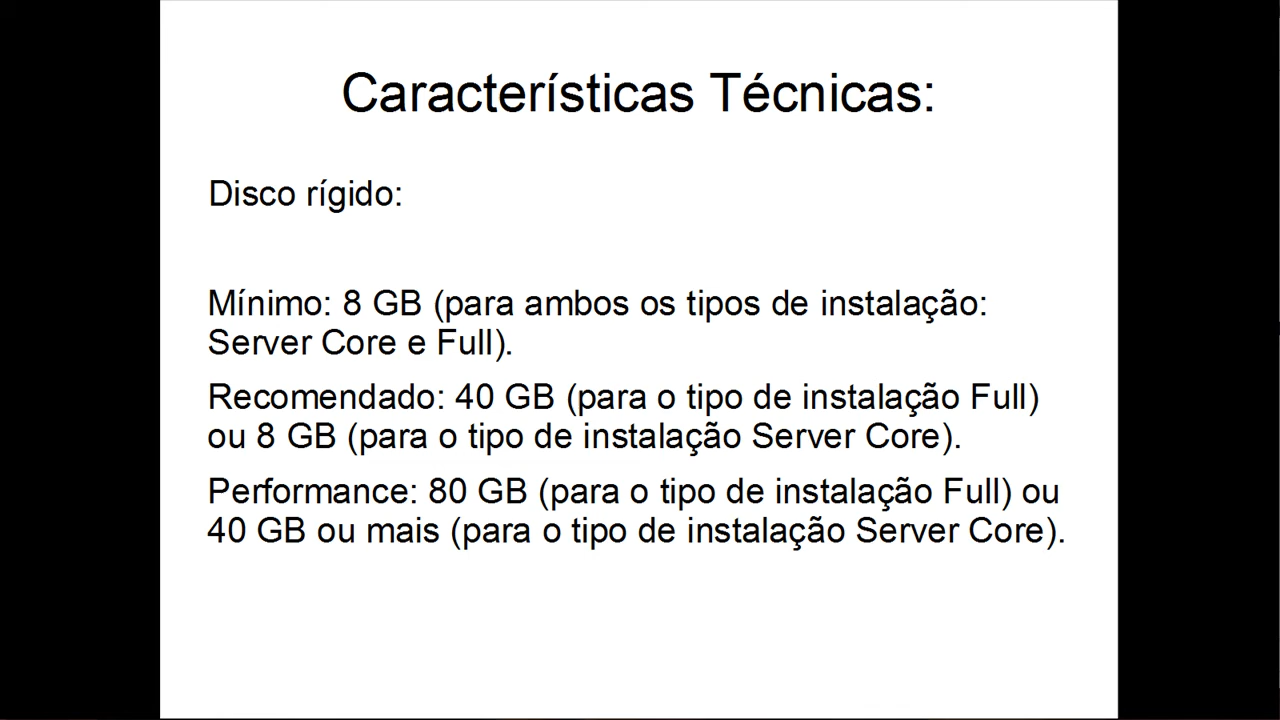 Características Técnicas:
Disco rígido:
Mínimo: 8 GB (para ambos os tipos de instalação:
Server Core e Full).
Recomendado: 40 GB (para o tipo de instalação Full)
ou 8 GB (para o tipo de instalação Server Core).
Performance: 80 GB (para o tipo de instalação Full) ou
40 GB ou mais (para o tipo de instalação Server Core).